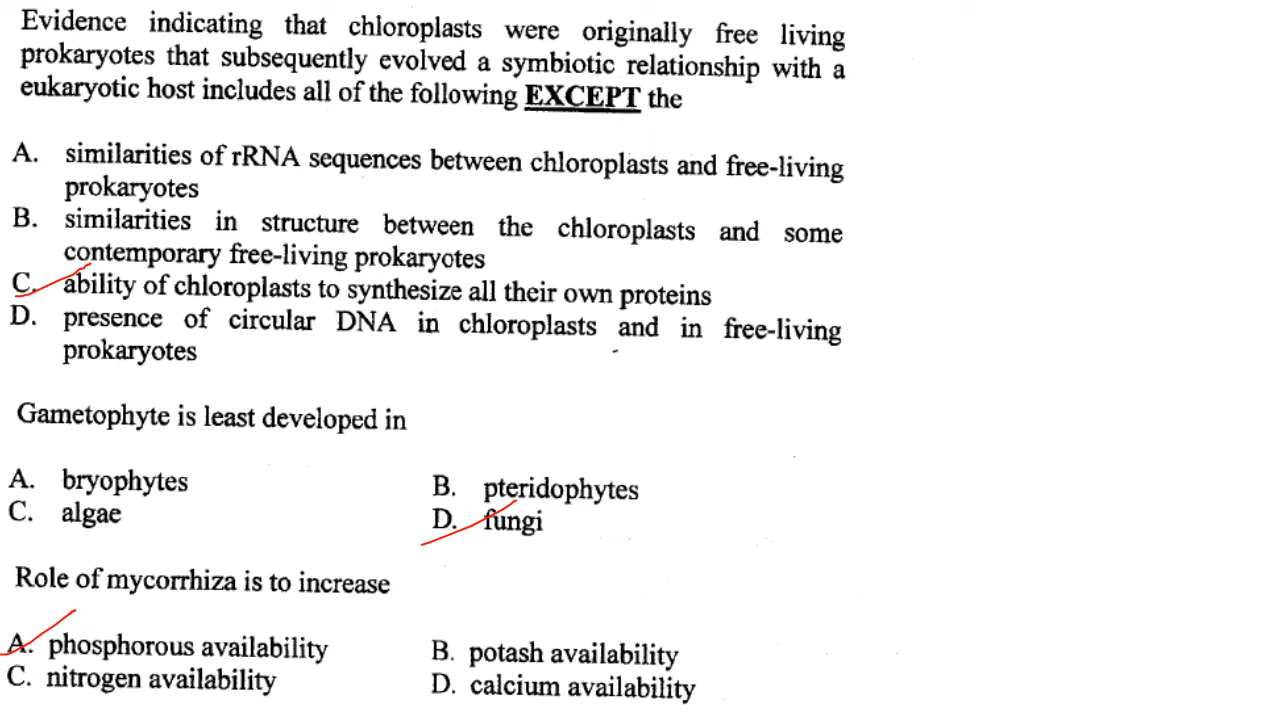 Evidence indicating that chloroplasts were originally free living
prokaryotes that subsequently evolved a symbiotic relationship with a
eukaryotic host includes all of the following EXCEPT the
A. similarities of rRNA sequences between chloroplasts and free-living
prokaryotes
B. similarities in structure between the chloroplasts and some
contemporary free-living prokaryotes
C. ability of chloroplasts to synthesize all their own proteins
D. presence of circular DNA in chloroplasts and in free-living
prokaryotes
Gametophyte is least developed in
A. bryophytes B. pteridophytes
C. algae D. fungi
Role of mycorrhiza is to increase
A. phosphorous availability B. potash availability
C. nitrogen availability D. calcium availability